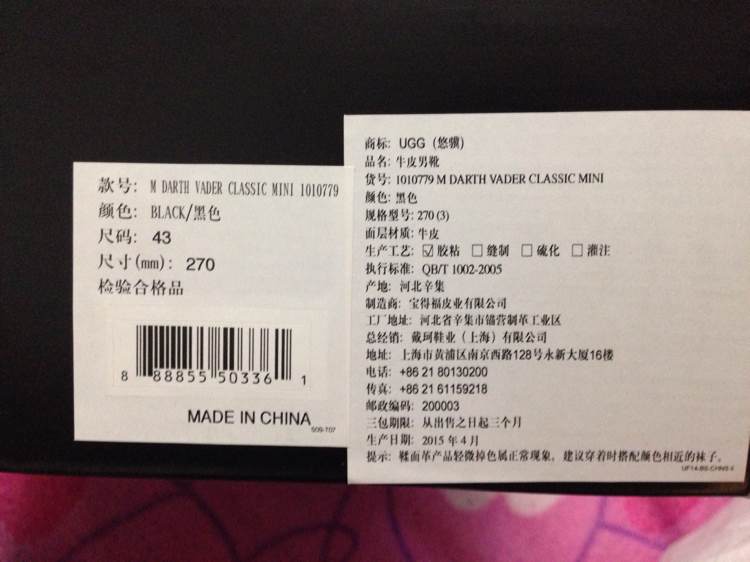 款号: M DARTH VADER CLASSIC MINI 1010779
颜色: BLACK/黑色
尺码: 43
尺寸(mm): 270
检验合格品
8 88855 50336 1
MADE IN CHINA
509-707
商标: UGG (悠骥)
品名: 牛皮男靴
货号: 1010779 M DARTH VADER CLASSIC MINI
颜色: 黑色
规格型号: 270 (3)
面层材质: 牛皮
生产工艺: ☑胶粘 □缝制 □硫化 □灌注
执行标准: QB/T 1002-2005
产地: 河北辛集
制造商: 宝得福皮业有限公司
工厂地址: 河北省辛集市锚营制革工业区
总经销: 戴珂鞋业 (上海) 有限公司
地址: 上海市黄浦区南京西路128号永新大厦16楼
电话: +86 21 80130200
传真: +86 21 61159218
邮政编码: 200003
三包期限: 从出售之日起三个月
生产日期: 2015 年 4 月
提示: 鞣面革产品轻微掉色属正常现象, 建议穿着时搭配颜色相近的袜子。